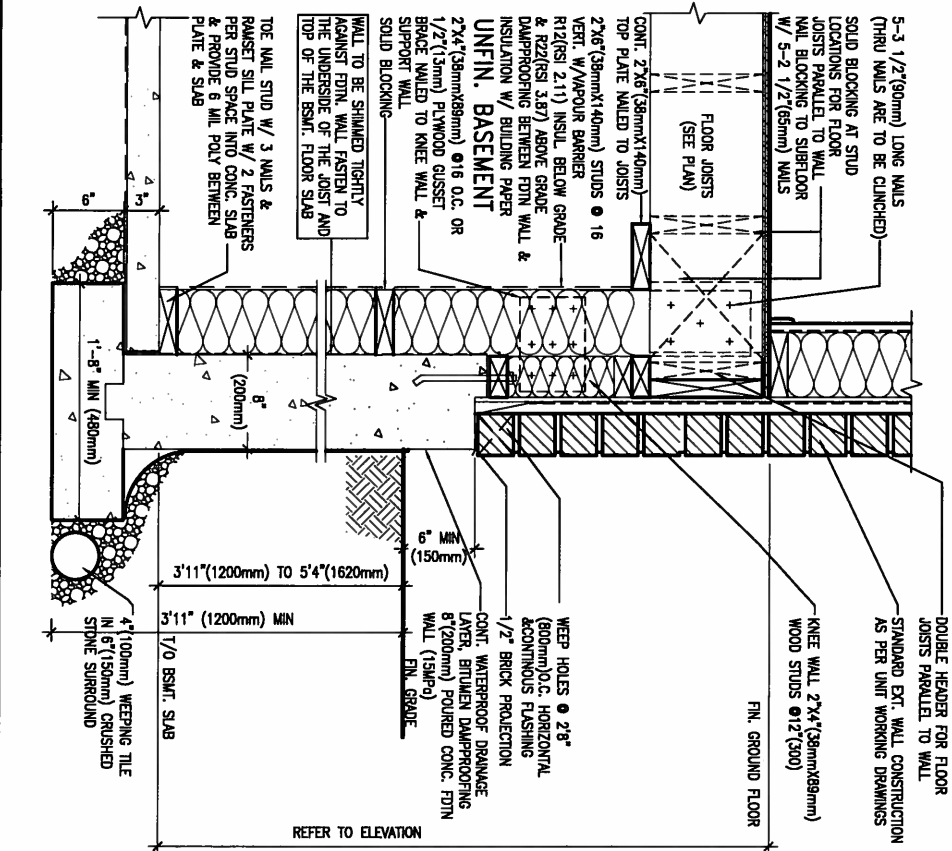 5-3 1/2"(90mm) LONG NAILS
(THRU NAILS ARE TO BE CLINCHED)
SOLID BLOCKING AT STUD
LOCATIONS FOR FLOOR
JOISTS PARALLEL TO WALL
NAIL BLOCKING TO SUBFLOOR
W/ 5-2 1/2"(65mm) NAILS
FLOOR JOISTS
(SEE PLAN)
CONT. 2"X6"(38mmX140mm)
TOP PLATE NAILED TO JOISTS
2"X6"(38mmX140mm) STUDS @ 16
VERT. W/VAPOUR BARRIER
R12(RSI 2.11) INSUL. BELOW GRADE
& R22(RSI 3.87) ABOVE GRADE
DAMPPROOFING BETWEEN FDTN WALL &
INSULATION W/ BUILDING PAPER
UNFIN. BASEMENT
2"X4"(38mmX89mm) @16 O.C. OR
1/2"(13mm) PLYWOOD GUSSET
BRACE NAILED TO KNEE WALL &
SUPPORT WALL
SOLID BLOCKING
WALL TO BE SHIMMED TIGHTLY
AGAINST FDTN. WALL FASTEN TO
THE UNDERSIDE OF THE JOIST AND
TOP OF THE BSMT. FLOOR SLAB
TOE NAIL STUD W/ 3 NAILS &
RAMSET SILL PLATE W/ 2 FASTENERS
PER STUD SPACE INTO CONC. SLAB
& PROVIDE 6 MIL POLY BETWEEN
PLATE & SLAB
3"
6"
8"
(200mm)
1'-8" MIN (480mm)
DOUBLE HEADER FOR FLOOR
JOISTS PARALLEL TO WALL
STANDARD EXT. WALL CONSTRUCTION
AS PER UNIT WORKING DRAWINGS
KNEE WALL 2"X4"(38mmX89mm)
WOOD STUDS @12"(300)
FIN. GROUND FLOOR
WEEP HOLES @ 2'8"
(800mm)O.C. HORIZONTAL
&CONTINOUS FLASHING
1/2" BRICK PROJECTION
CONT. WATERPROOF DRAINAGE
LAYER, BITUMEN DAMPPROOFING
8"(200mm) POURED CONC. FDTN
WALL (15MPa)
FIN. GRADE
6" MIN
(150mm)
3'11"(1200mm) TO 5'4"(1620mm)
3'11" (1200mm) MIN
T/O BSMT. SLAB
4"(100mm) WEEPING TILE
IN 6"(150mm) CRUSHED
STONE SURROUND
REFER TO ELEVATION